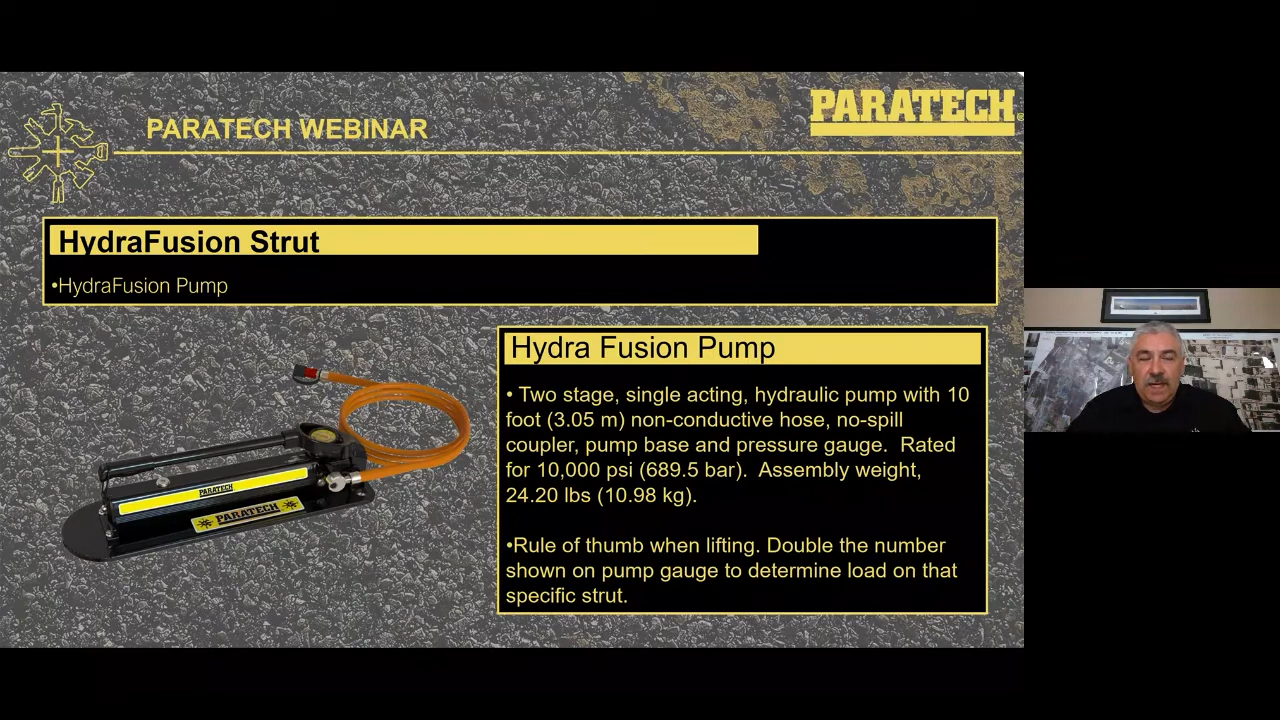 PARATECH WEBINAR
PARATECH®
HydraFusion Strut
•HydraFusion Pump
Hydra Fusion Pump
• Two stage, single acting, hydraulic pump with 10
foot (3.05 m) non-conductive hose, no-spill
coupler, pump base and pressure gauge.  Rated
for 10,000 psi (689.5 bar).  Assembly weight,
24.20 lbs (10.98 kg).
•Rule of thumb when lifting. Double the number
shown on pump gauge to determine load on that
specific strut.
PARATECH
PARATECH